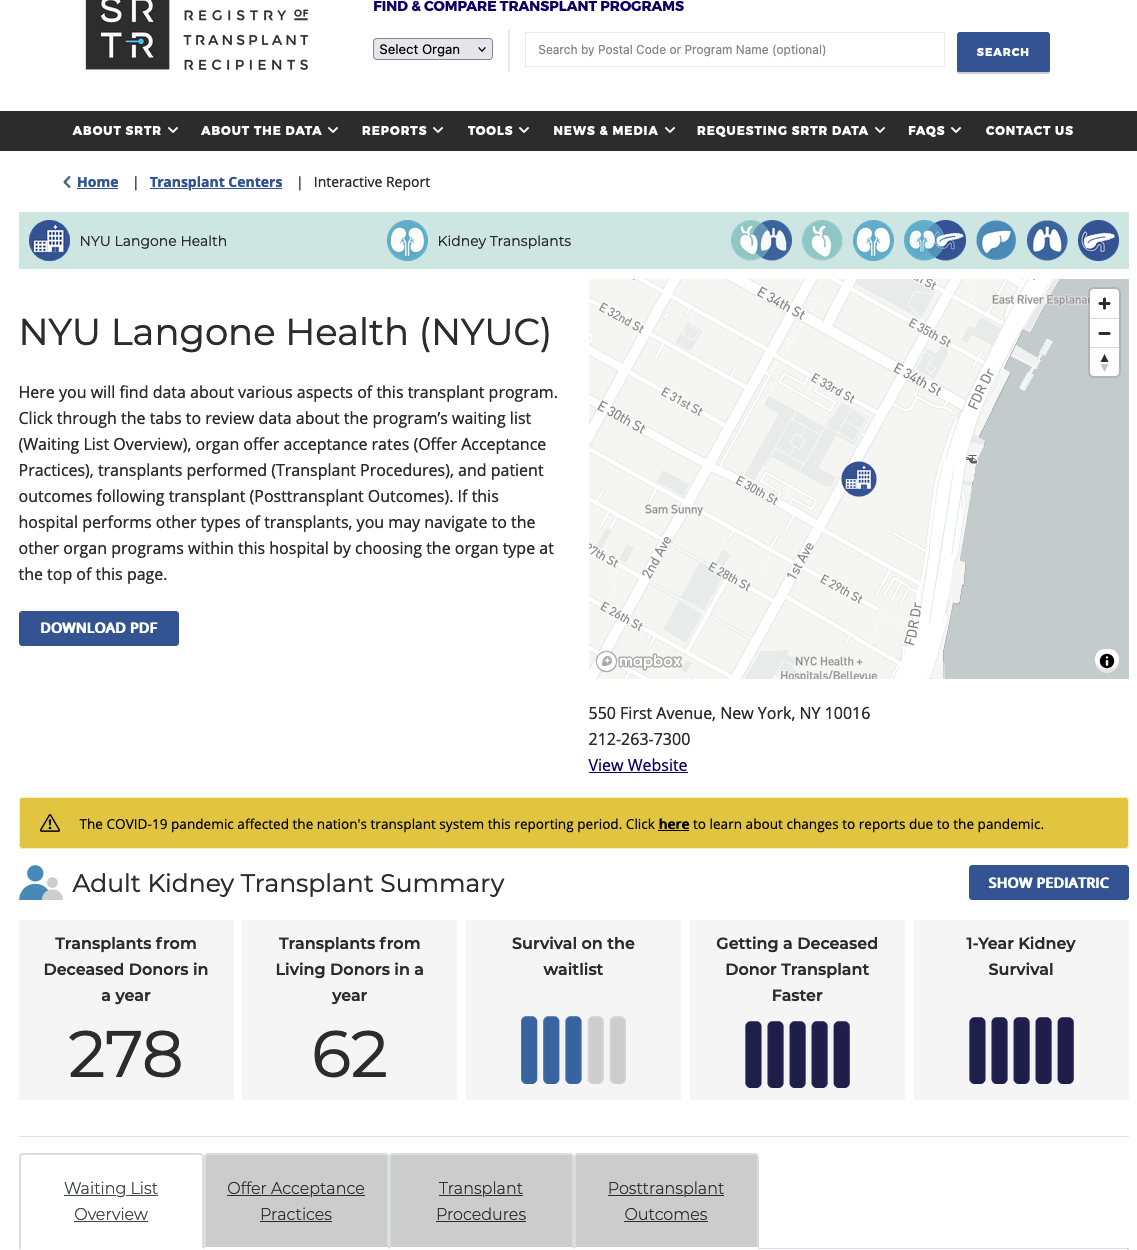 SR
TR
REGISTRY OF
TRANSPLANT
RECIPIENTS
FIND & COMPARE TRANSPLANT PROGRAMS
Select Organ
Search by Postal Code or Program Name (optional)
SEARCH
ABOUT SRTR
ABOUT THE DATA
REPORTS
TOOLS
NEWS & MEDIA
REQUESTING SRTR DATA
FAQS
CONTACT US
Home | Transplant Centers | Interactive Report
NYU Langone Health
Kidney Transplants
NYU Langone Health (NYUC)
Here you will find data about various aspects of this transplant program.
Click through the tabs to review data about the program's waiting list
(Waiting List Overview), organ offer acceptance rates (Offer Acceptance
Practices), transplants performed (Transplant Procedures), and patient
outcomes following transplant (Posttransplant Outcomes). If this
hospital performs other types of transplants, you may navigate to the
other organ programs within this hospital by choosing the organ type at
the top of this page.
DOWNLOAD PDF
E 32nd St
E 34th St
East River Esplanad
E 35th St
E 34th St
E 33rd St
E 31st St
E 30th St
FDR Dr
E 30th St
Sam Sunny
2nd Ave
1st Ave
27th St
E 28th St
E 29th St
E 26th St
FDR Dr
mapbox
NYC Health +
Hospitals/Bellevue
550 First Avenue, New York, NY 10016
212-263-7300
View Website
The COVID-19 pandemic affected the nation's transplant system this reporting period. Click here to learn about changes to reports due to the pandemic.
Adult Kidney Transplant Summary
SHOW PEDIATRIC
Transplants from
Deceased Donors in
a year
278
Transplants from
Living Donors in a
year
62
Survival on the
waitlist
Getting a Deceased
Donor Transplant
Faster
1-Year Kidney
Survival
Waiting List
Overview
Offer Acceptance
Practices
Transplant
Procedures
Posttransplant
Outcomes